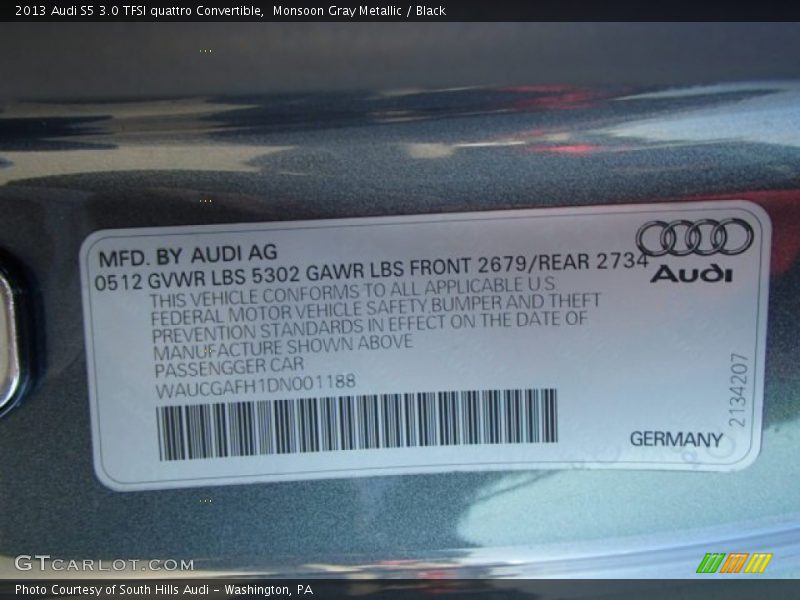 2013 Audi S5 3.0 TFSI quattro Convertible,  Monsoon Gray Metallic / Black
MFD. BY AUDI AG
0512 GVWR LBS 5302 GAWR LBS FRONT 2679/REAR 2734
Audi
THIS VEHICLE CONFORMS TO ALL APPLICABLE U.S
FEDERAL MOTOR VEHICLE SAFETY,BUMPER AND THEFT
PREVENTION STANDARDS IN EFFECT ON THE DATE OF
MANUFACTURE SHOWN ABOVE
PASSENGGER CAR
WAUCGAFH1DN001188
2134207
GERMANY
GTCARLOT.COM
Photo Courtesy of South Hills Audi - Washington, PA